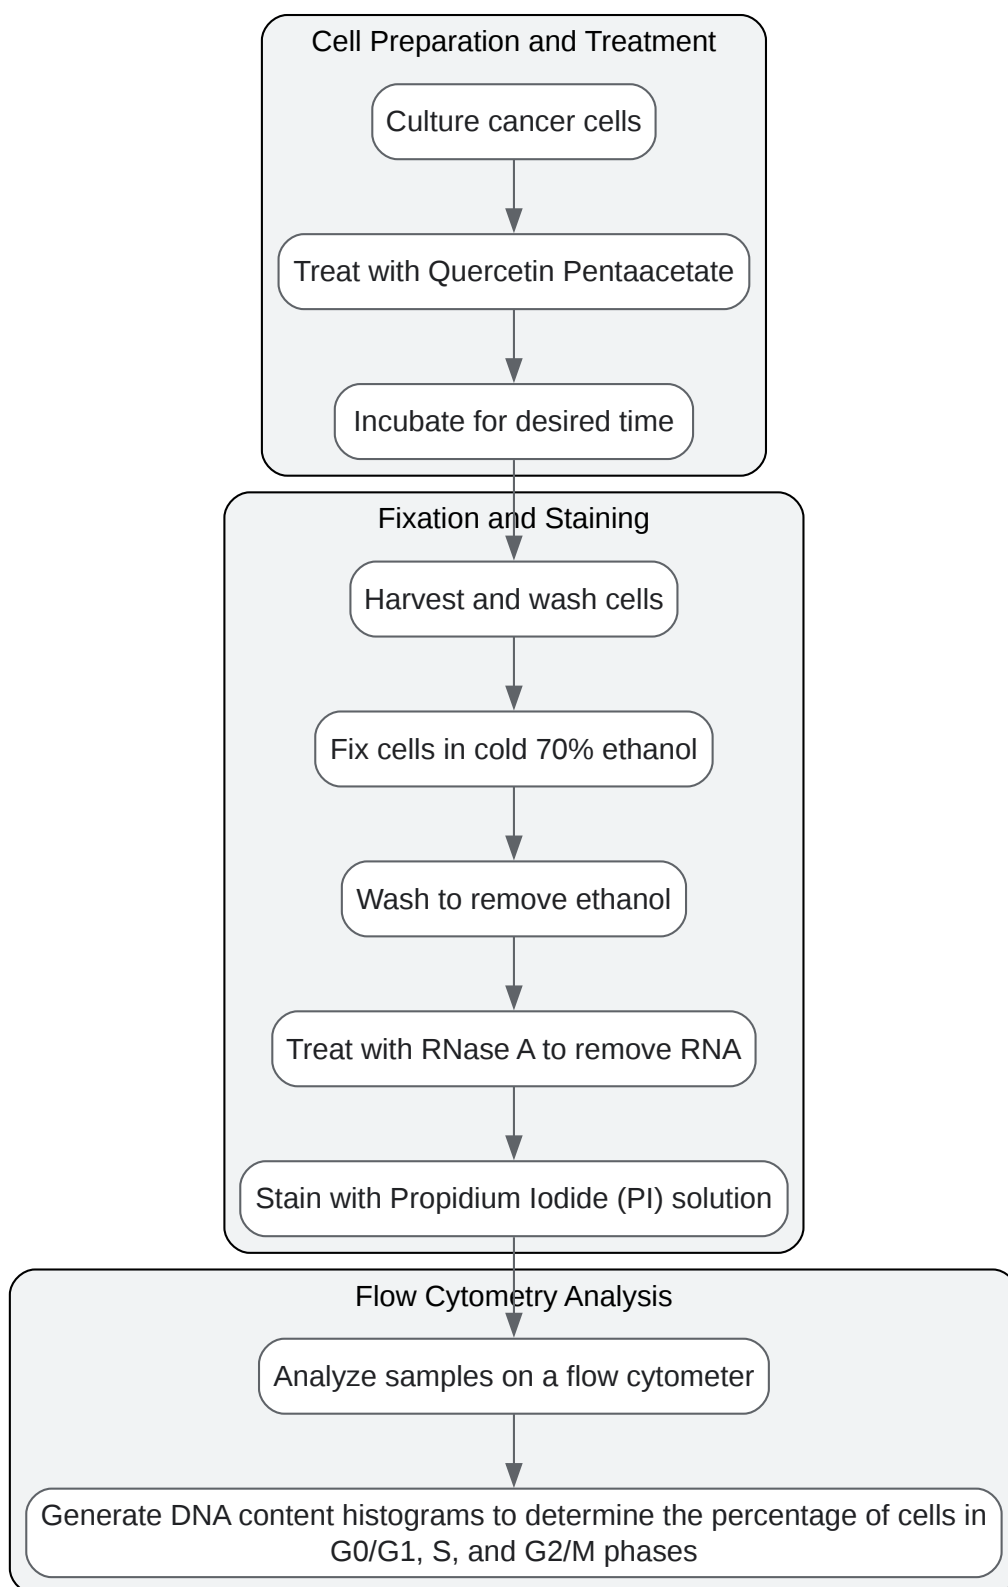 Cell Preparation and Treatment
Culture cancer cells
Treat with Quercetin Pentaacetate
Incubate for desired time
Fixation and Staining
Harvest and wash cells
Fix cells in cold 70% ethanol
Wash to remove ethanol
Treat with RNase A to remove RNA
Stain with Propidium Iodide (PI) solution
Flow Cytometry Analysis
Analyze samples on a flow cytometer
Generate DNA content histograms to determine the percentage of cells in
G0/G1, S, and G2/M phases